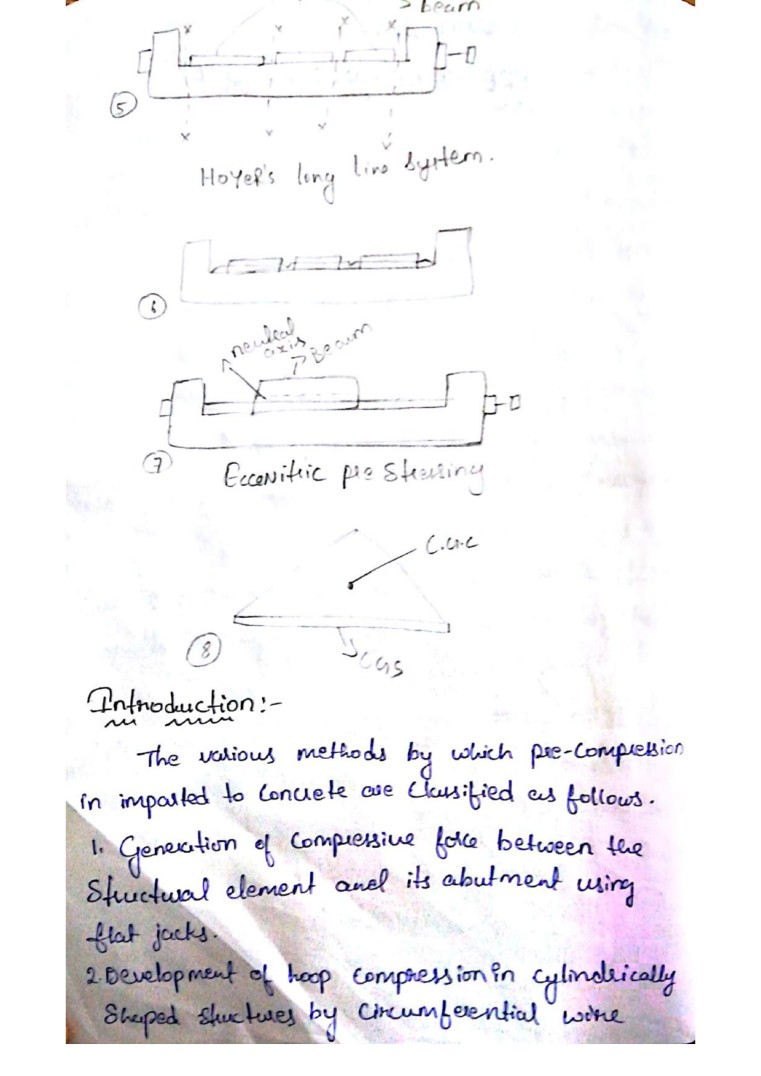 beam
x x x x
5
x v v v
Hoyer's long line System.
6
neutral
axis Beam
7
Eccenitric pre Stressing
C.G.C
8
CGS
Introduction:-
The various methods by which pre-compression
in imparted to Concrete are Classified as follows.
1. Generation of Compressive force between the
Structural element and its abutment using
flat jacks.
2. Development of hoop compression in cylindrically
Shaped structures by Circumferential wire